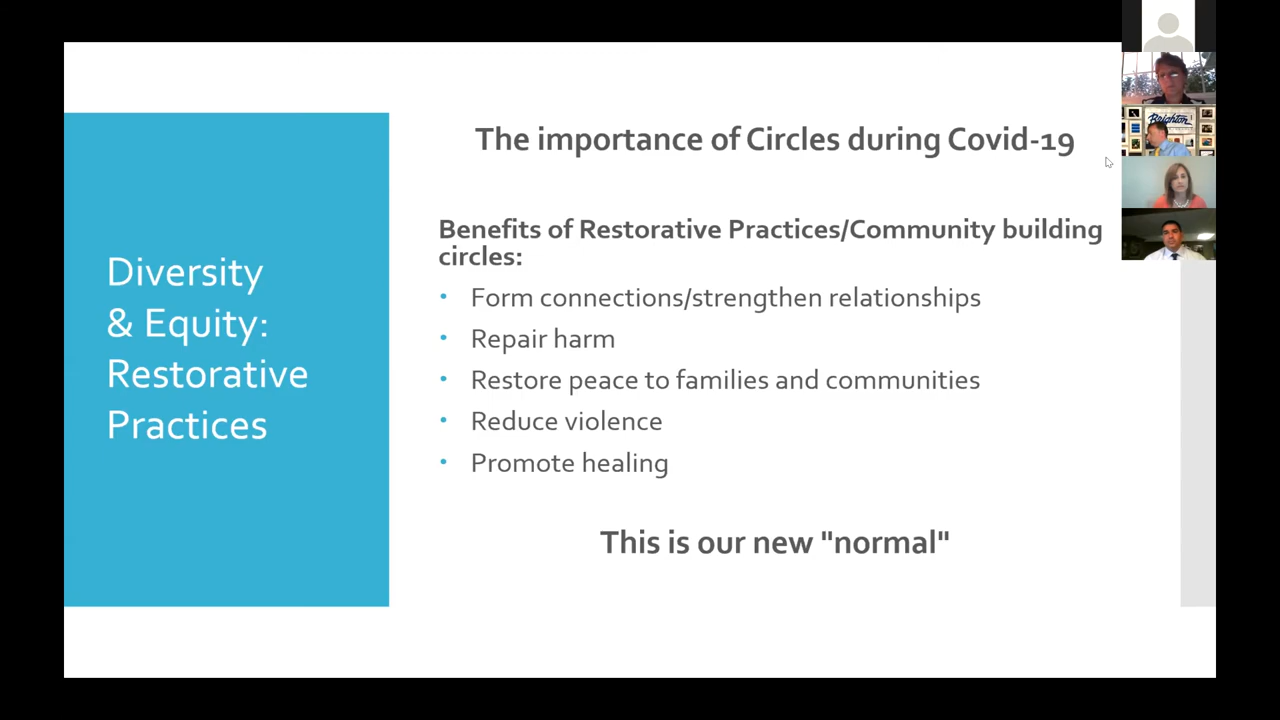 Diversity
& Equity:
Restorative
Practices
The importance of Circles during Covid-19
Benefits of Restorative Practices/Community building
circles:
• Form connections/strengthen relationships
• Repair harm
• Restore peace to families and communities
• Reduce violence
• Promote healing
This is our new "normal"
Brighton